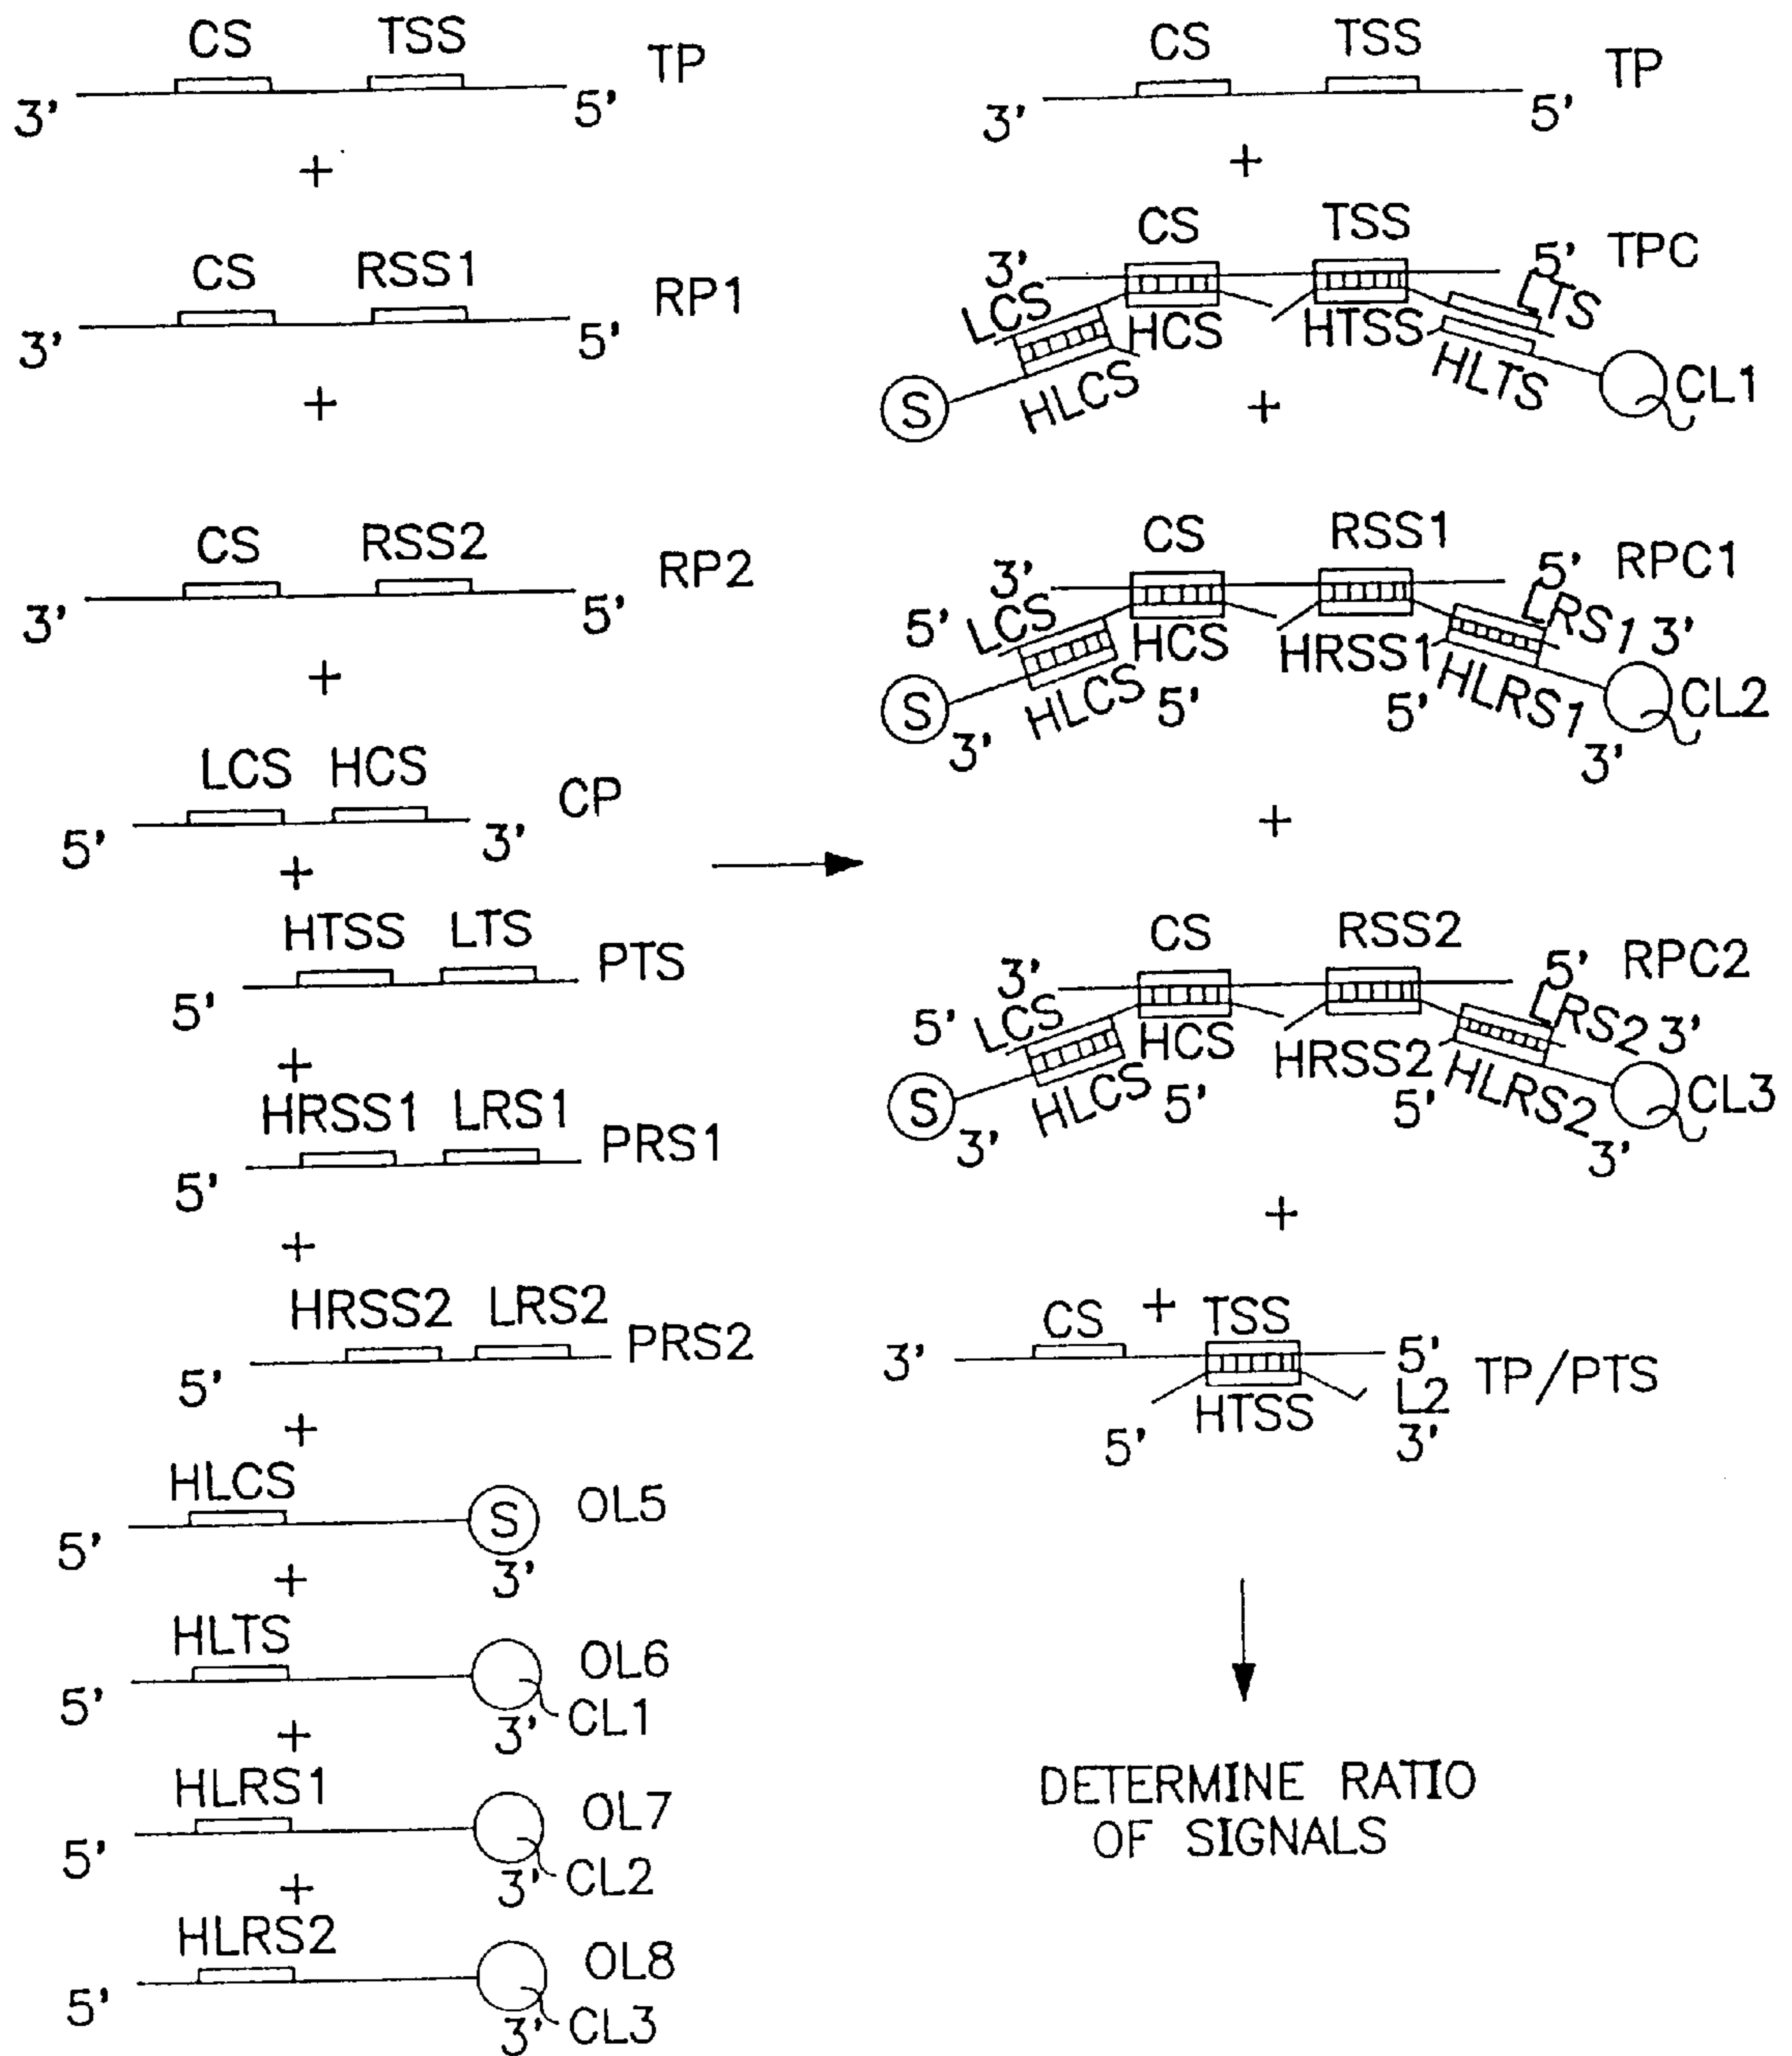 CS TSS TP
3' 5'
+
CS RSS1 RP1
3' 5'
+
CS RSS2 RP2
3' 5'
+
LCS HCS CP
5' 3'
+
HTSS LTS PTS
5'
+
HRSS1 LRS1 PRS1
5'
+
HRSS2 LRS2 PRS2
5'
+
HLCS S OL5
5' 3'
+
HLTS OL6
5' 3' CL1
+
HLRS1 OL7
5' 3' CL2
+
HLRS2 OL8
5' 3' CL3
CS TSS TP
3' 5'
+
CS TSS TPC
3' 5'
LCS HCS HTSS LTS
S HLCS HLTS CL1
+
CS RSS1 RPC1
3' 5'
5' LCS HCS HRSS1 LRS1 3'
S HLCS 5' 5' HLRS1 CL2
3' 3'
+
CS RSS2 RPC2
3' 5'
5' LCS HCS HRSS2 LRS2 3'
S HLCS 5' 5' HLRS2 CL3
3' 3'
+
+
CS TSS
3' 5' TP/PTS
HTSS L2
5' 3'
DETERMINE RATIO
OF SIGNALS